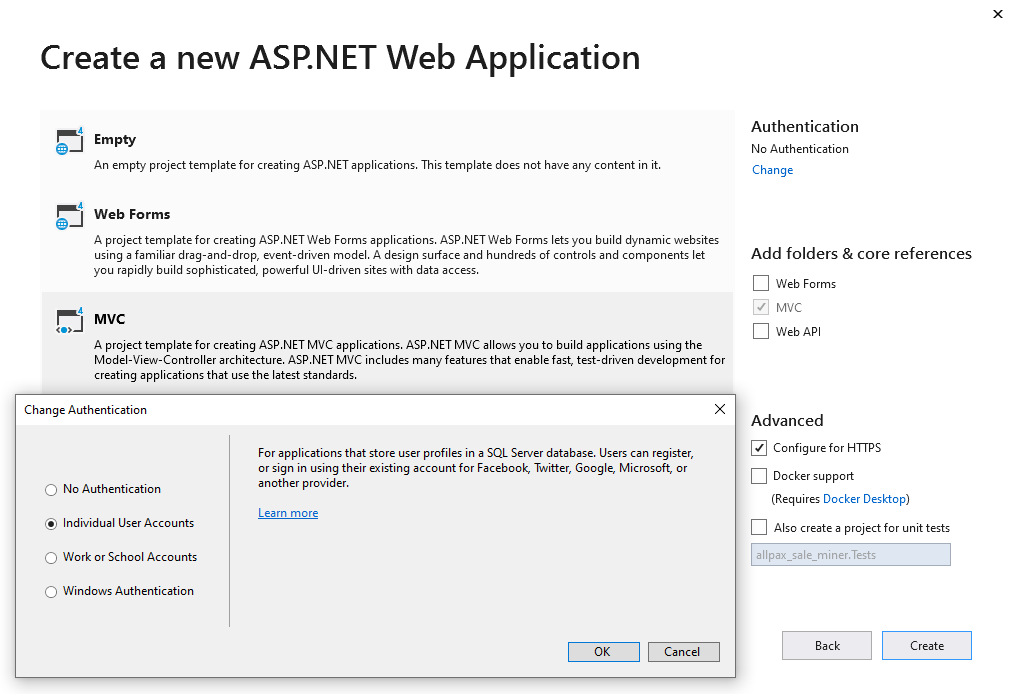 Create a new ASP.NET Web Application
Empty
An empty project template for creating ASP.NET applications. This template does not have any content in it.
Web Forms
A project template for creating ASP.NET Web Forms applications. ASP.NET Web Forms lets you build dynamic websites
using a familiar drag-and-drop, event-driven model. A design surface and hundreds of controls and components let
you rapidly build sophisticated, powerful UI-driven sites with data access.
MVC
A project template for creating ASP.NET MVC applications. ASP.NET MVC allows you to build applications using the
Model-View-Controller architecture. ASP.NET MVC includes many features that enable fast, test-driven development for
creating applications that use the latest standards.
Authentication
No Authentication
Change
Add folders & core references
Web Forms
MVC
Web API
Advanced
Configure for HTTPS
Docker support
(Requires Docker Desktop)
Also create a project for unit tests
allpax_sale_miner.Tests
Back
Create
Change Authentication
No Authentication
Individual User Accounts
Work or School Accounts
Windows Authentication
For applications that store user profiles in a SQL Server database. Users can register,
or sign in using their existing account for Facebook, Twitter, Google, Microsoft, or
another provider.
Learn more
OK
Cancel